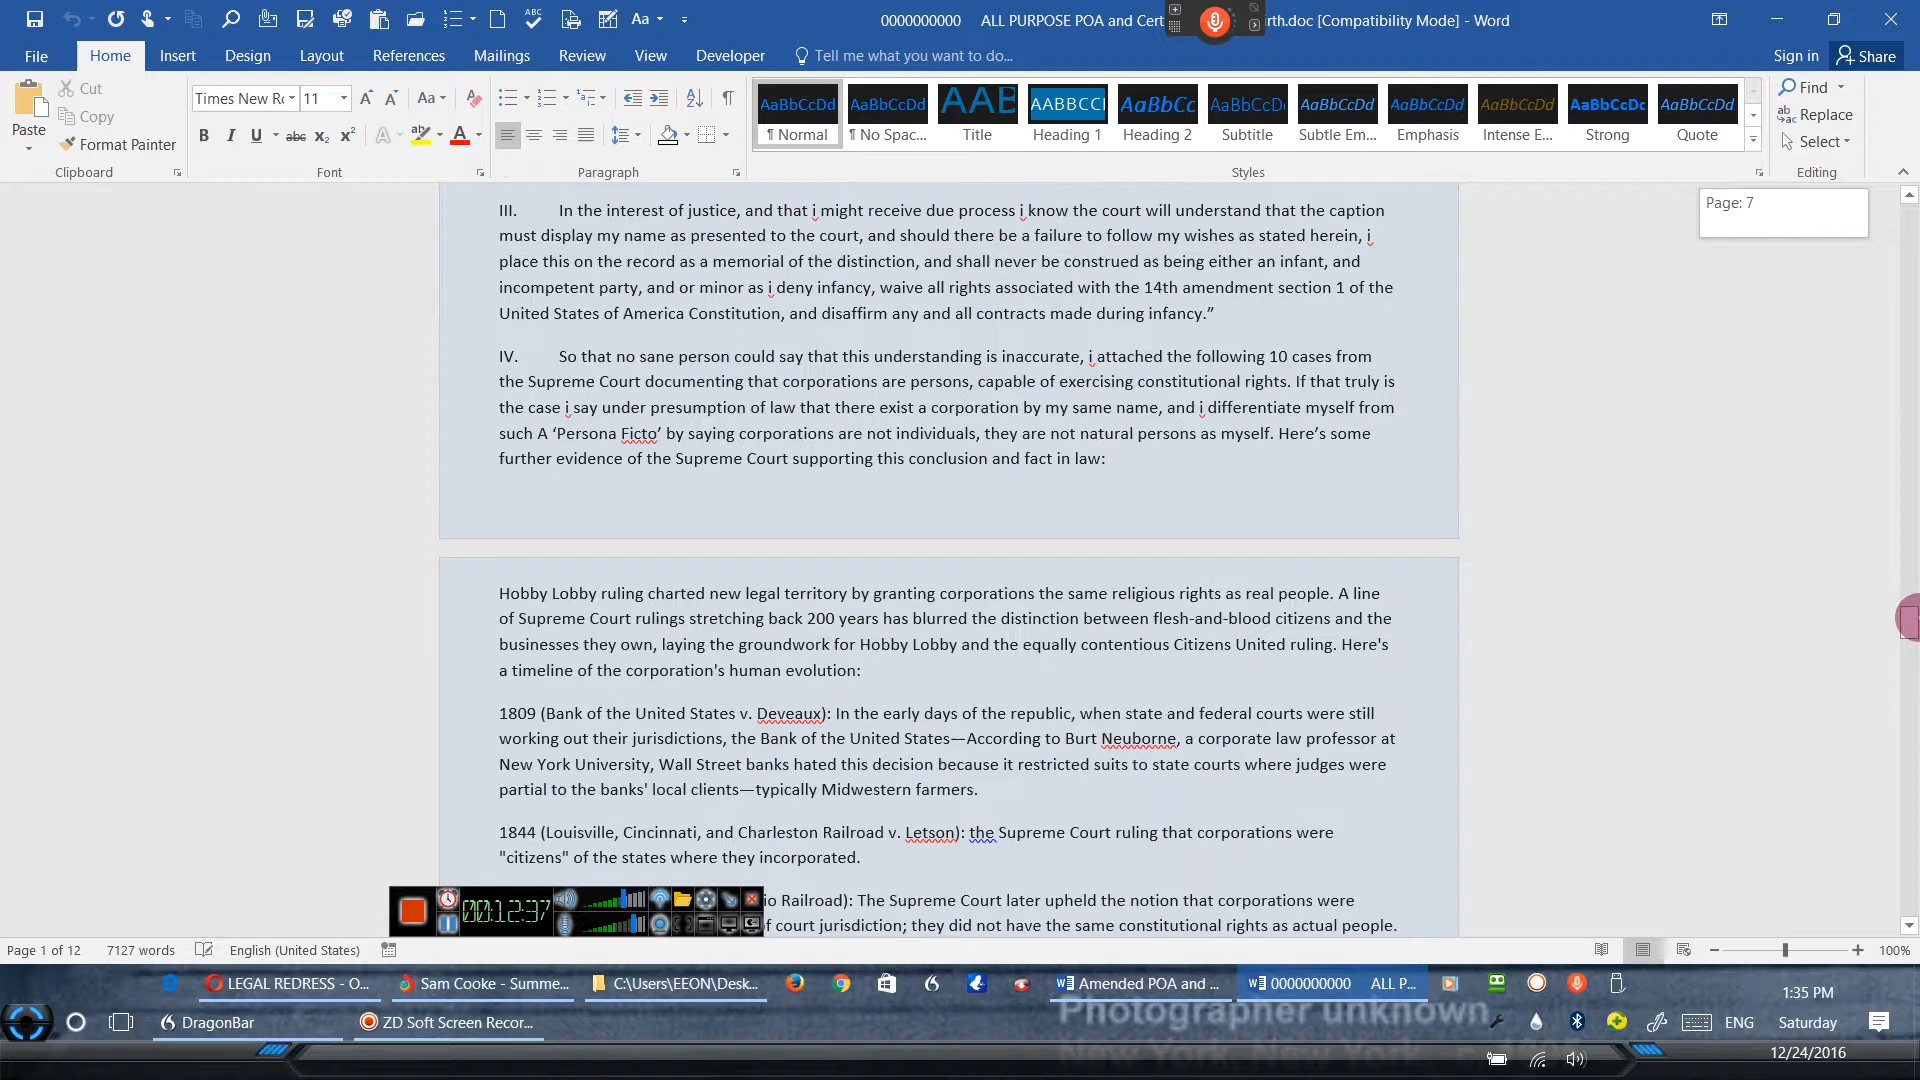 0000000000 ALL PURPOSE POA and Cert irth.doc [Compatibility Mode] - Word
File Home Insert Design Layout References Mailings Review View Developer Tell me what you want to do... Sign in Share
Paste
Cut
Copy
Format Painter
Clipboard
Times New Ro 11
Font
Paragraph
AaBbCcDd AaBbCcDd AAB AABBCC AaBbCc AaBbCcD AaBbCcDd AaBbCcDd AaBbCcDd AaBbCcDc AaBbCcDd
¶ Normal ¶ No Spac... Title Heading 1 Heading 2 Subtitle Subtle Em... Emphasis Intense E... Strong Quote
Styles
Find
Replace
Select
Editing
Page: 7
III. In the interest of justice, and that i might receive due process i know the court will understand that the caption
must display my name as presented to the court, and should there be a failure to follow my wishes as stated herein, i
place this on the record as a memorial of the distinction, and shall never be construed as being either an infant, and
incompetent party, and or minor as i deny infancy, waive all rights associated with the 14th amendment section 1 of the
United States of America Constitution, and disaffirm any and all contracts made during infancy.”
IV. So that no sane person could say that this understanding is inaccurate, i attached the following 10 cases from
the Supreme Court documenting that corporations are persons, capable of exercising constitutional rights. If that truly is
the case i say under presumption of law that there exist a corporation by my same name, and i differentiate myself from
such A ‘Persona Ficto’ by saying corporations are not individuals, they are not natural persons as myself. Here’s some
further evidence of the Supreme Court supporting this conclusion and fact in law:
Hobby Lobby ruling charted new legal territory by granting corporations the same religious rights as real people. A line
of Supreme Court rulings stretching back 200 years has blurred the distinction between flesh-and-blood citizens and the
businesses they own, laying the groundwork for Hobby Lobby and the equally contentious Citizens United ruling. Here's
a timeline of the corporation's human evolution:
1809 (Bank of the United States v. Deveaux): In the early days of the republic, when state and federal courts were still
working out their jurisdictions, the Bank of the United States—According to Burt Neuborne, a corporate law professor at
New York University, Wall Street banks hated this decision because it restricted suits to state courts where judges were
partial to the banks' local clients—typically Midwestern farmers.
1844 (Louisville, Cincinnati, and Charleston Railroad v. Letson): the Supreme Court ruling that corporations were
"citizens" of the states where they incorporated.
io Railroad): The Supreme Court later upheld the notion that corporations were
f court jurisdiction; they did not have the same constitutional rights as actual people.
00:12:37
Page 1 of 12 7127 words English (United States) 100%
LEGAL REDRESS - O... Sam Cooke - Summe... C:\Users\EEON\Desk... Amended POA and ... 0000000000 ALL P...
1:35 PM
Photographer unknown
DragonBar ZD Soft Screen Recor... ENG Saturday
New York, New York
12/24/2016